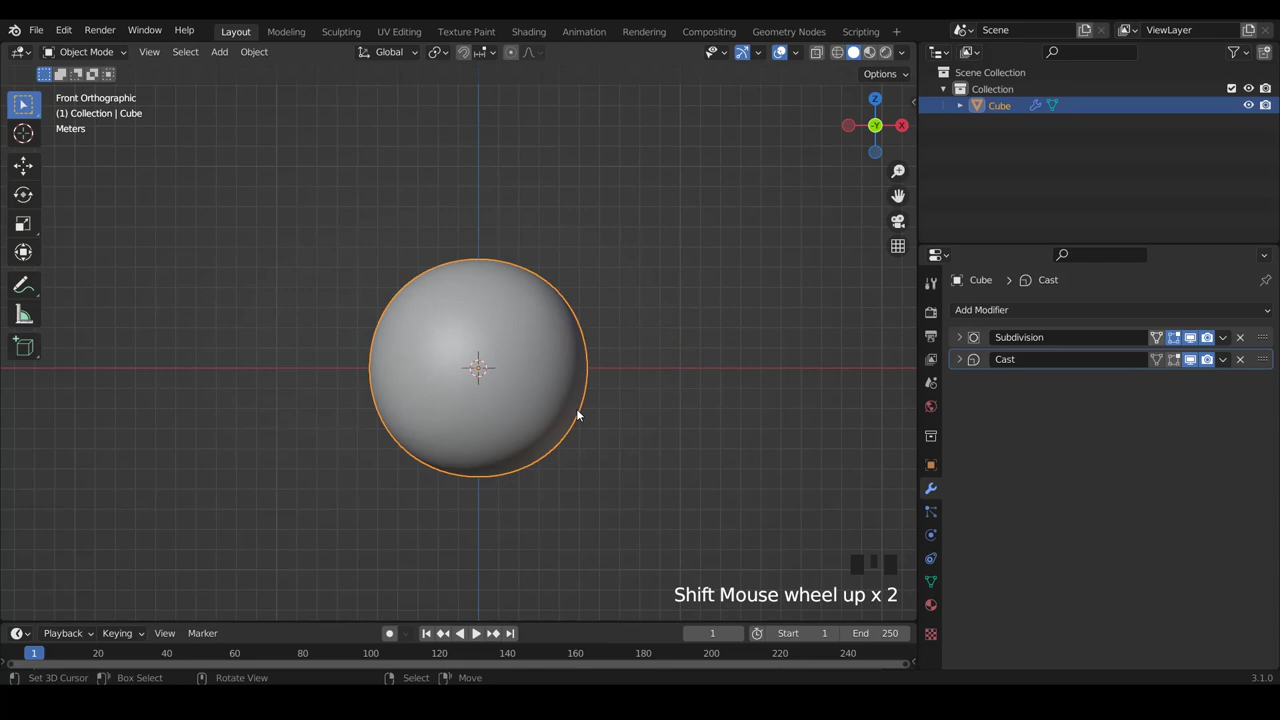 File Edit Render Window Help Layout Modeling Sculpting UV Editing Texture Paint Shading Animation Rendering Compositing Geometry Nodes Scripting + Scene ViewLayer
Object Mode View Select Add Object Global
Options
Front Orthographic
(1) Collection | Cube
Meters
Z
-Y X
Scene Collection
Collection
Cube
Cube > Cast
Add Modifier
Subdivision
Cast
Shift Mouse wheel up x 2
Playback Keying View Marker 1 Start 1 End 250
1 20 40 60 80 100 120 140 160 180 200 220 240
Set 3D Cursor Box Select Rotate View Select Move 3.1.0